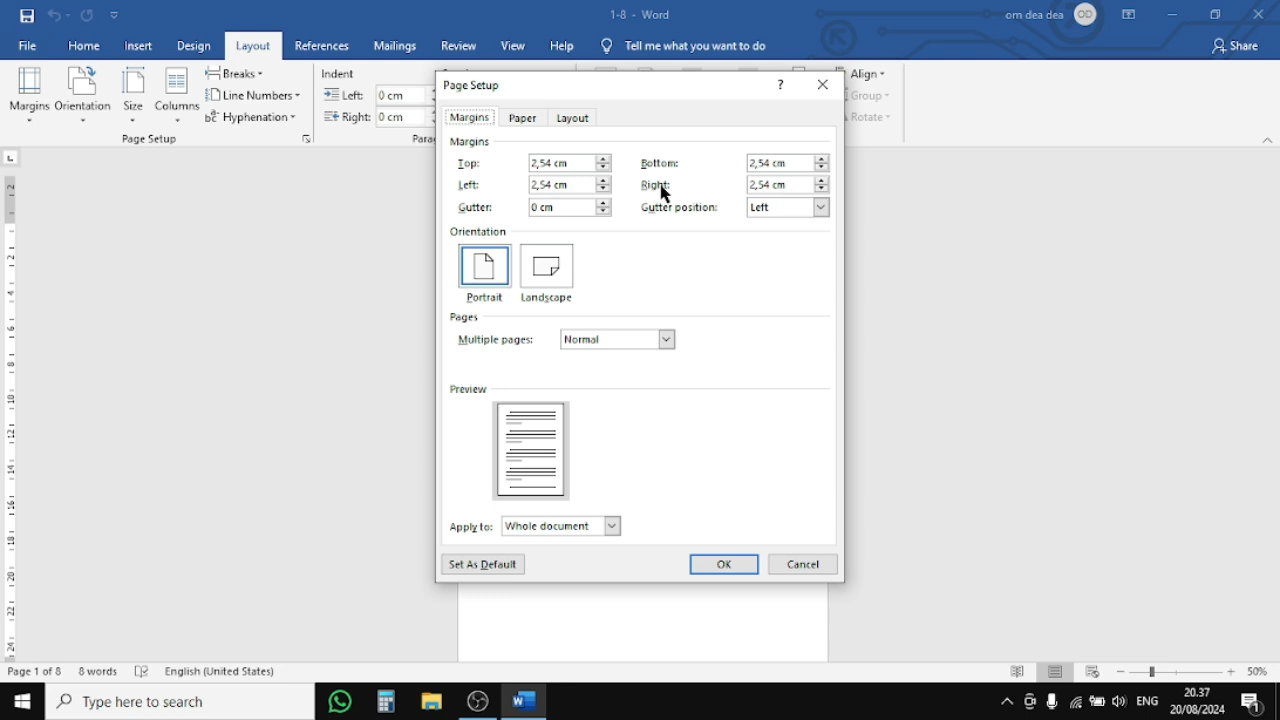 1-8 - Word
om dea dea
OD
File Home Insert Design Layout References Mailings Review View Help Tell me what you want to do Share
Margins Orientation Size Columns
Breaks
Line Numbers
Hyphenation
Page Setup
Indent
Left: 0 cm
Right: 0 cm
Align
Group
Rotate
Page Setup
?
Margins Paper Layout
Margins
Top: 2,54 cm Bottom: 2,54 cm
Left: 2,54 cm Right: 2,54 cm
Gutter: 0 cm Gutter position: Left
Orientation
Portrait Landscape
Pages
Multiple pages: Normal
Preview
Apply to: Whole document
Set As Default OK Cancel
Page 1 of 8 8 words English (United States) 50%
Type here to search
ENG
20.37
20/08/2024